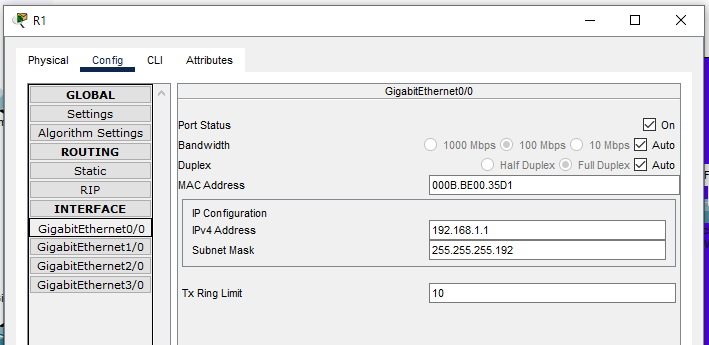 R1
Physical Config CLI Attributes
GLOBAL
Settings
Algorithm Settings
ROUTING
Static
RIP
INTERFACE
GigabitEthernet0/0
GigabitEthernet1/0
GigabitEthernet2/0
GigabitEthernet3/0
GigabitEthernet0/0
Port Status On
Bandwidth 1000 Mbps 100 Mbps 10 Mbps Auto
Duplex Half Duplex Full Duplex Auto
MAC Address 000B.BE00.35D1
IP Configuration
IPv4 Address 192.168.1.1
Subnet Mask 255.255.255.192
Tx Ring Limit 10